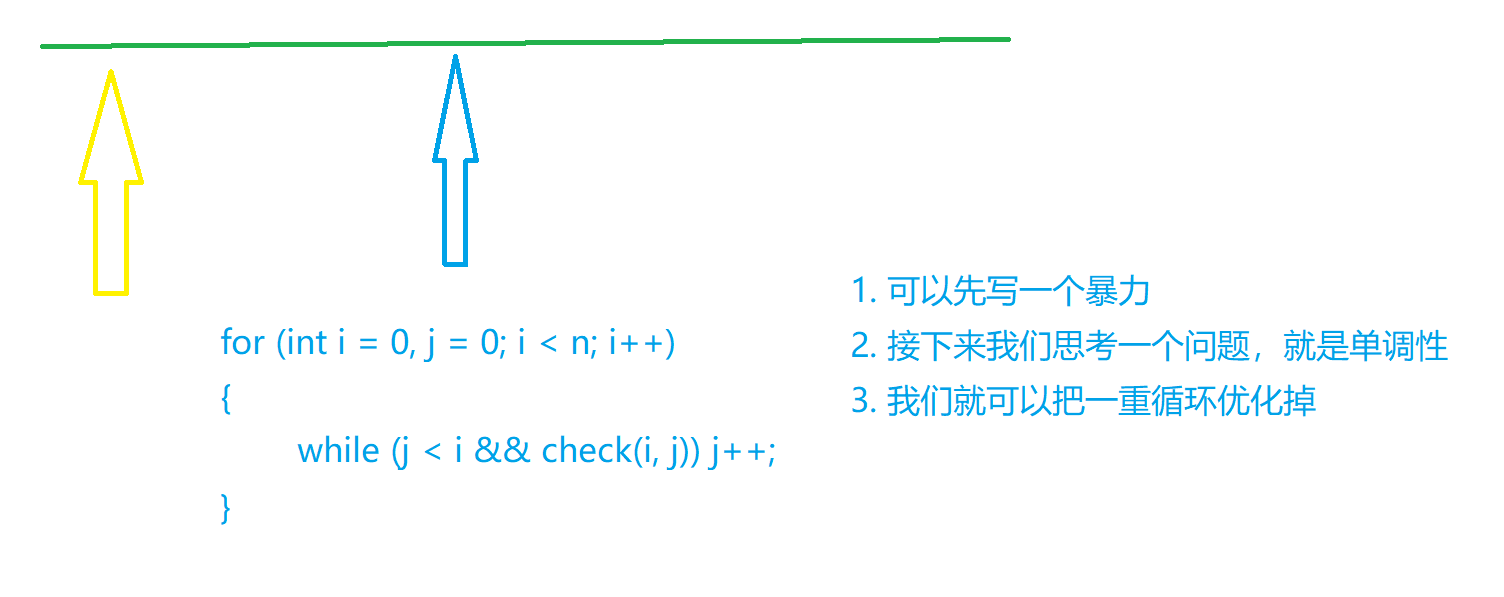 for (int i = 0, j = 0; i < n; i++)
{
while (j < i && check(i, j)) j++;
}
1. 可以先写一个暴力
2. 接下来我们思考一个问题，就是单调性
3. 我们就可以把一重循环优化掉